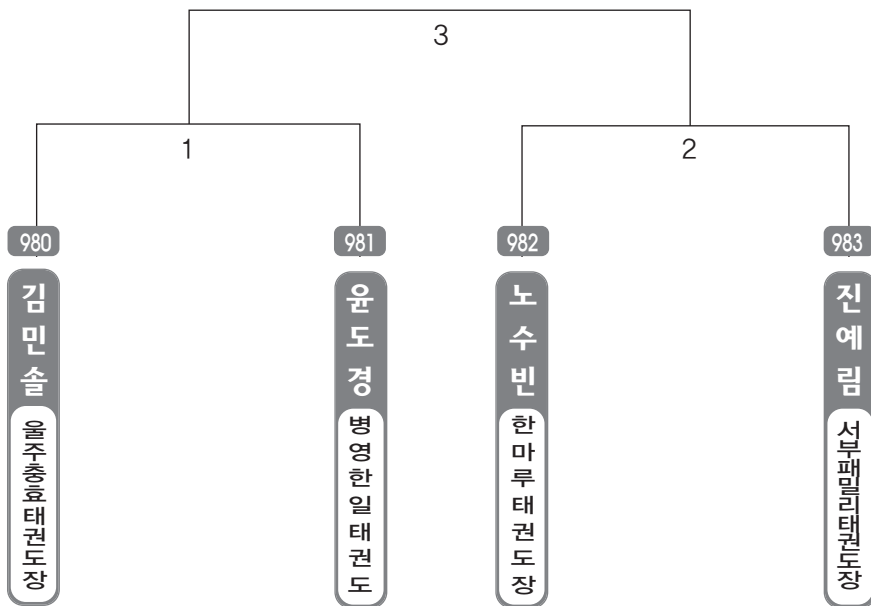 3
1
2
980
981
982
983
김민솔
윤도경
노수빈
진예림
울주충효태권도장
병영한일태권도
한마루태권도장
서부패밀리태권도장